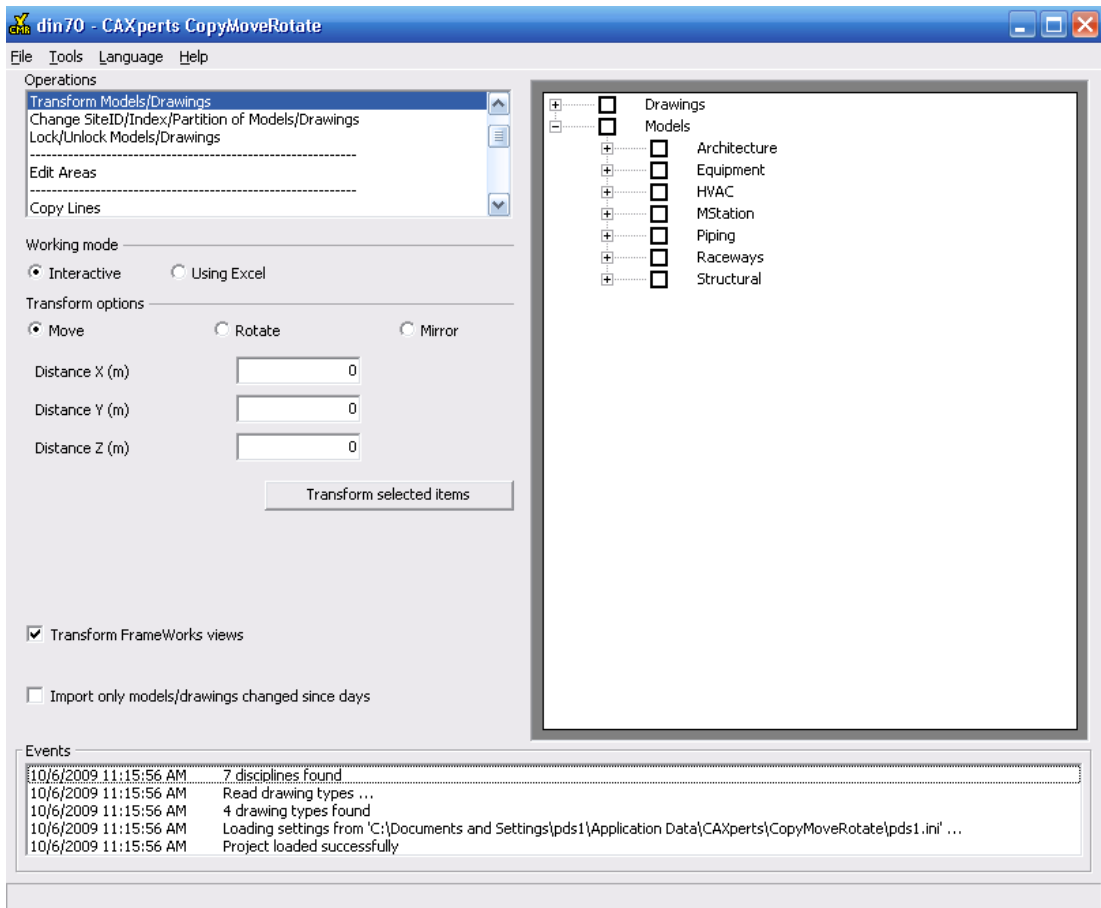 din70 - CAXperts CopyMoveRotate
File Tools Language Help
Operations
Transform Models/Drawings
Change SiteID/Index/Partition of Models/Drawings
Lock/Unlock Models/Drawings
------------------------------------------------------------
Edit Areas
------------------------------------------------------------
Copy Lines
Working mode
Interactive Using Excel
Transform options
Move Rotate Mirror
Distance X (m) 0
Distance Y (m) 0
Distance Z (m) 0
Transform selected items
Transform FrameWorks views
Import only models/drawings changed since days
Drawings
Models
Architecture
Equipment
HVAC
MStation
Piping
Raceways
Structural
Events
10/6/2009 11:15:56 AM 7 disciplines found
10/6/2009 11:15:56 AM Read drawing types ...
10/6/2009 11:15:56 AM 4 drawing types found
10/6/2009 11:15:56 AM Loading settings from 'C:\Documents and Settings\pds1\Application Data\CAXperts\CopyMoveRotate\pds1.ini' ...
10/6/2009 11:15:56 AM Project loaded successfully